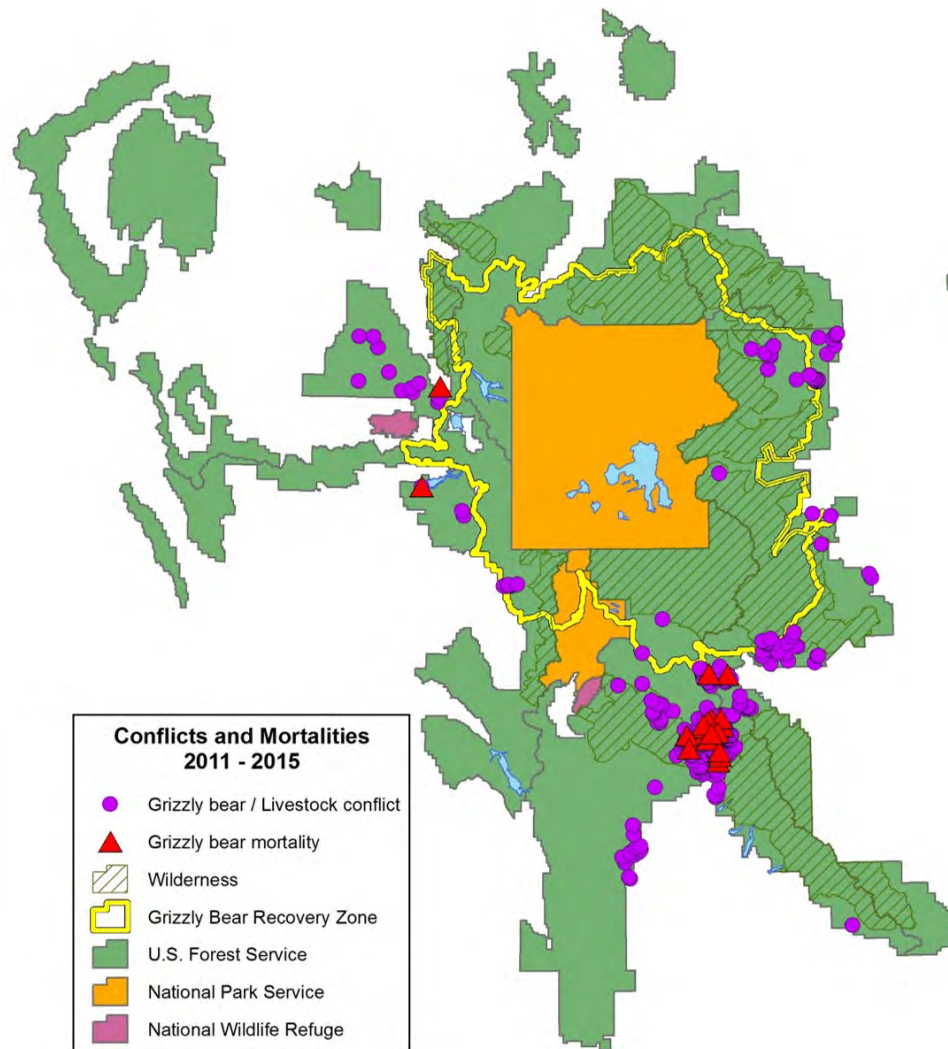 Conflicts and Mortalities
2011 - 2015
Grizzly bear / Livestock conflict
Grizzly bear mortality
Wilderness
Grizzly Bear Recovery Zone
U.S. Forest Service
National Park Service
National Wildlife Refuge